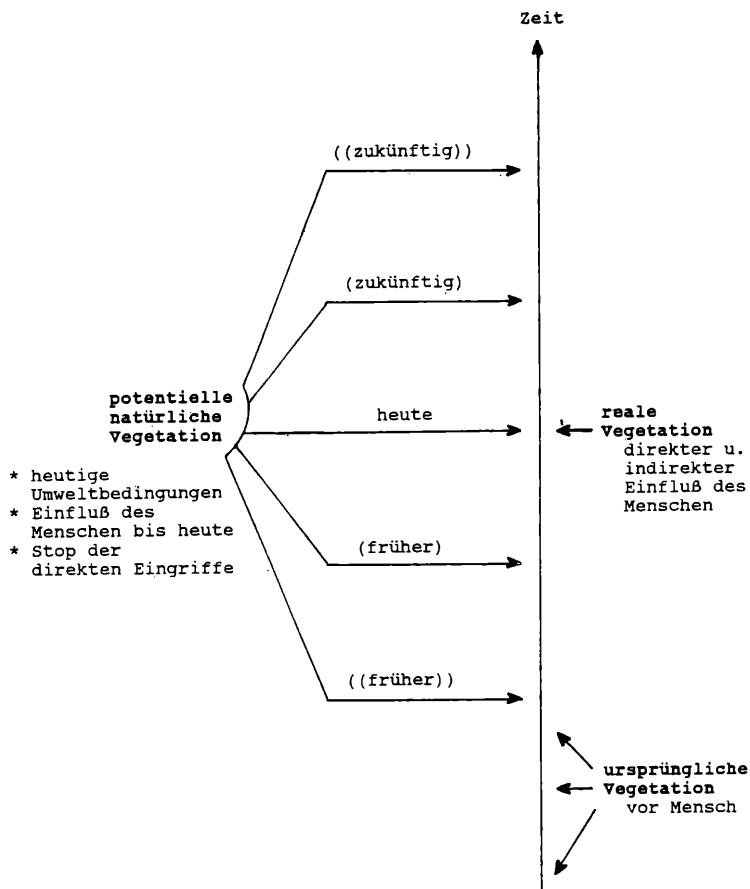 Zeit
((zukünftig))
(zukünftig)
potentielle
natürliche
Vegetation
heute
reale
Vegetation
direkter u.
indirekter
Einfluß des
Menschen
* heutige
Umweltbedingungen
* Einfluß des
Menschen bis heute
* Stop der
direkten Eingriffe
(früher)
((früher))
ursprüngliche
Vegetation
vor Mensch